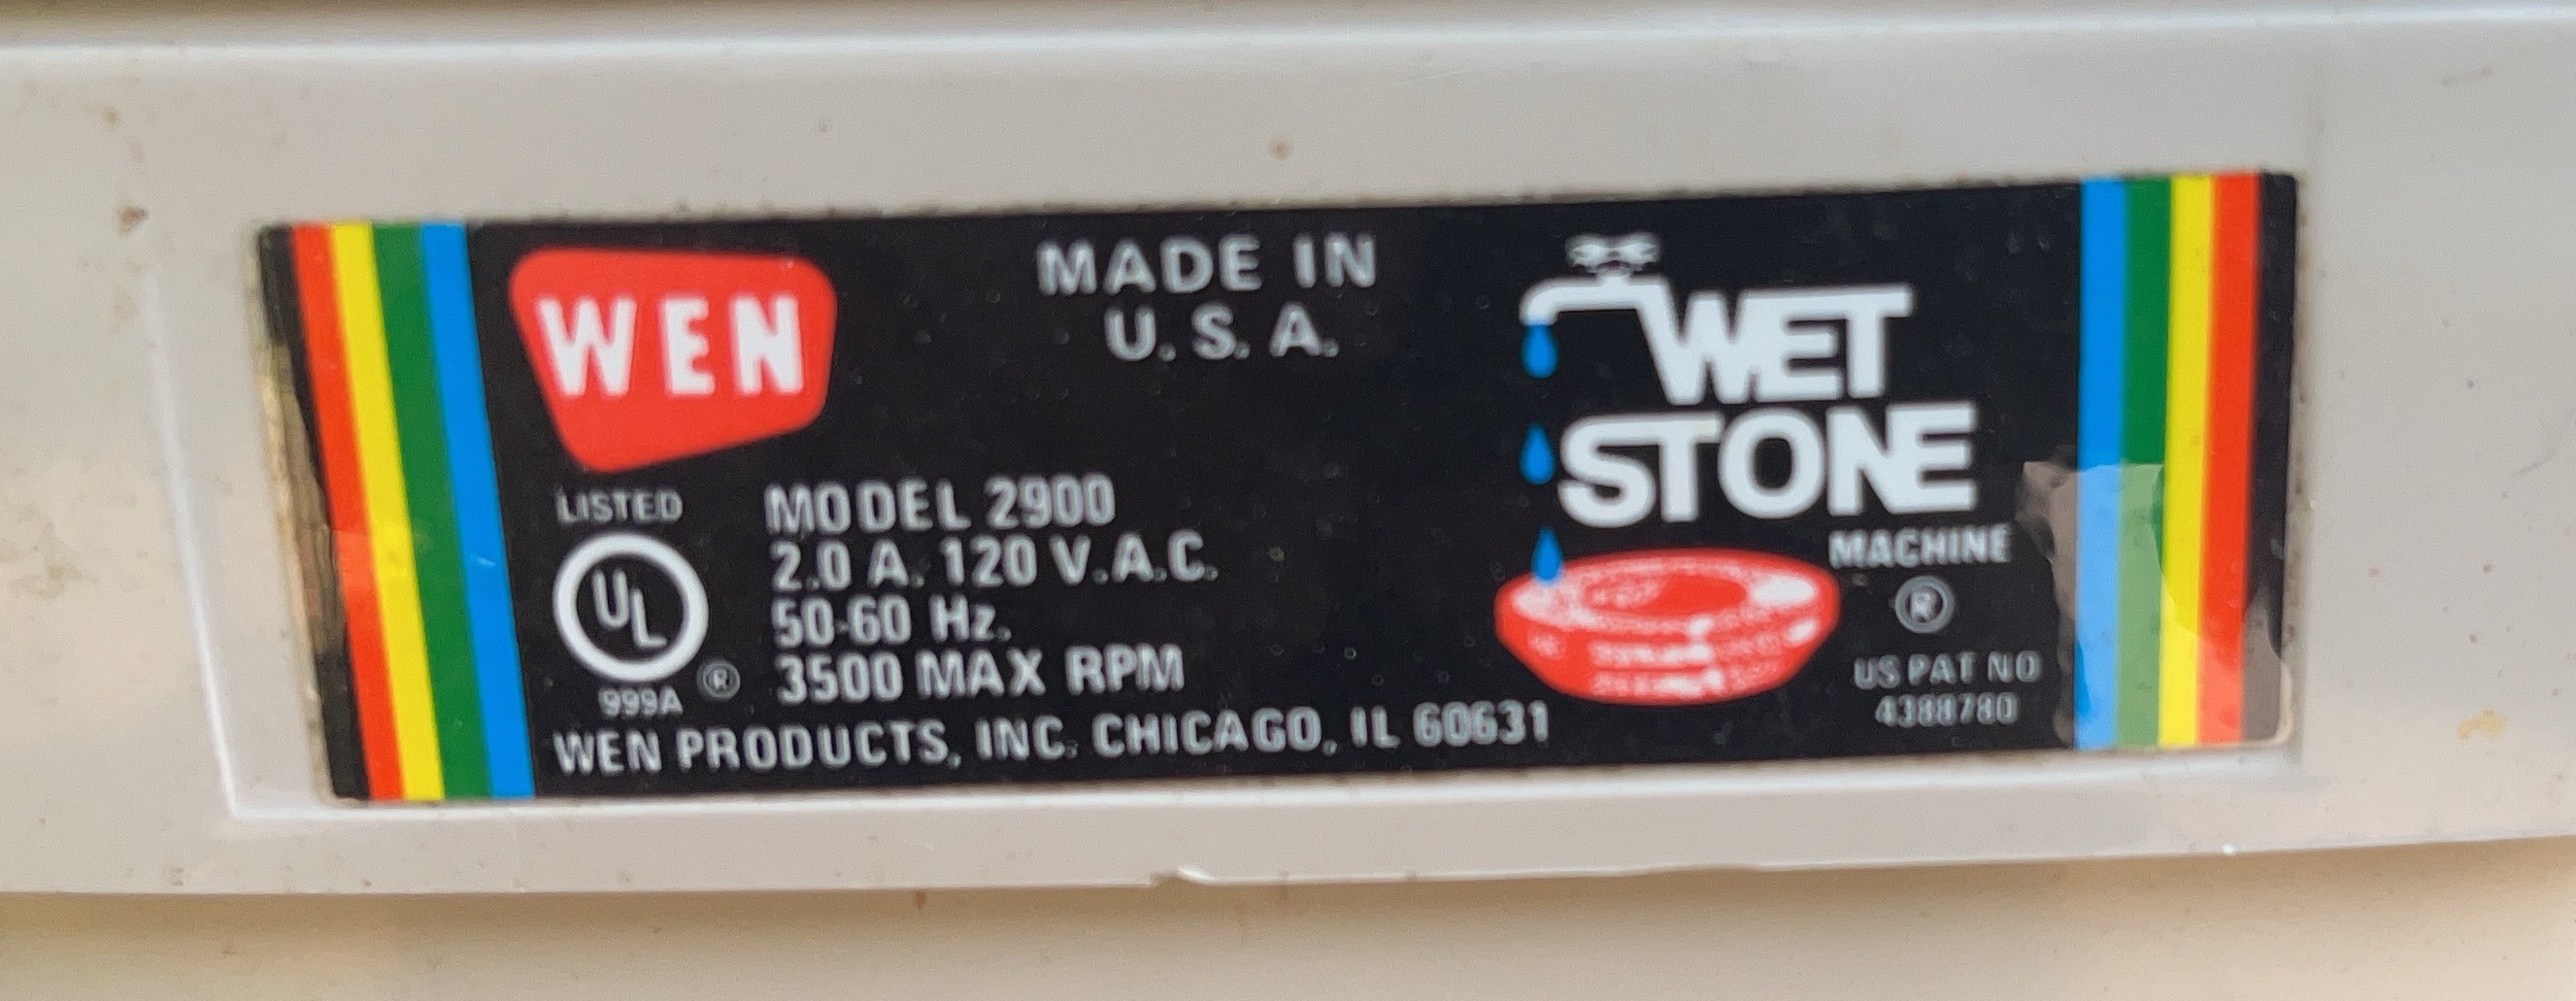 WEN
MADE IN
U. S. A.
WET
STONE
MACHINE
®
US PAT NO
4388780
LISTED
UL
®
999A
MODEL 2900
2.0 A. 120 V.A.C.
50-60 Hz.
3500 MAX RPM
WEN PRODUCTS, INC. CHICAGO, IL 60631